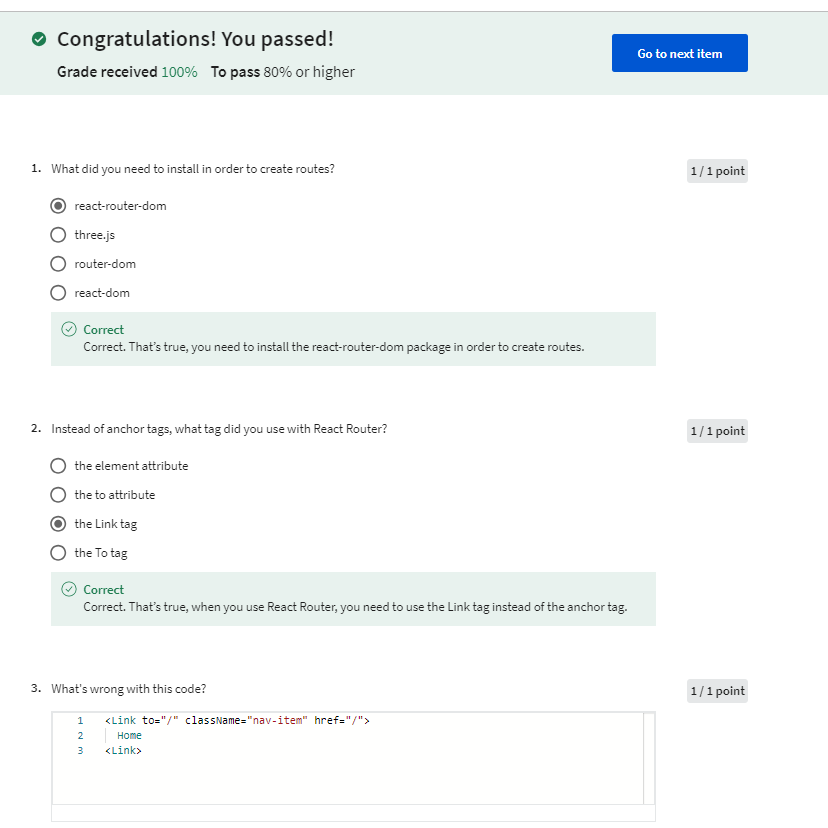 Congratulations! You passed!
Go to next item
Grade received 100% To pass 80% or higher
1. What did you need to install in order to create routes?
1 / 1 point
react-router-dom
three.js
router-dom
react-dom
Correct
Correct. That's true, you need to install the react-router-dom package in order to create routes.
2. Instead of anchor tags, what tag did you use with React Router?
1 / 1 point
the element attribute
the to attribute
the Link tag
the To tag
Correct
Correct. That's true, when you use React Router, you need to use the Link tag instead of the anchor tag.
3. What's wrong with this code?
1 / 1 point
1 <Link to="/" className="nav-item" href="/">
2 Home
3 <Link>